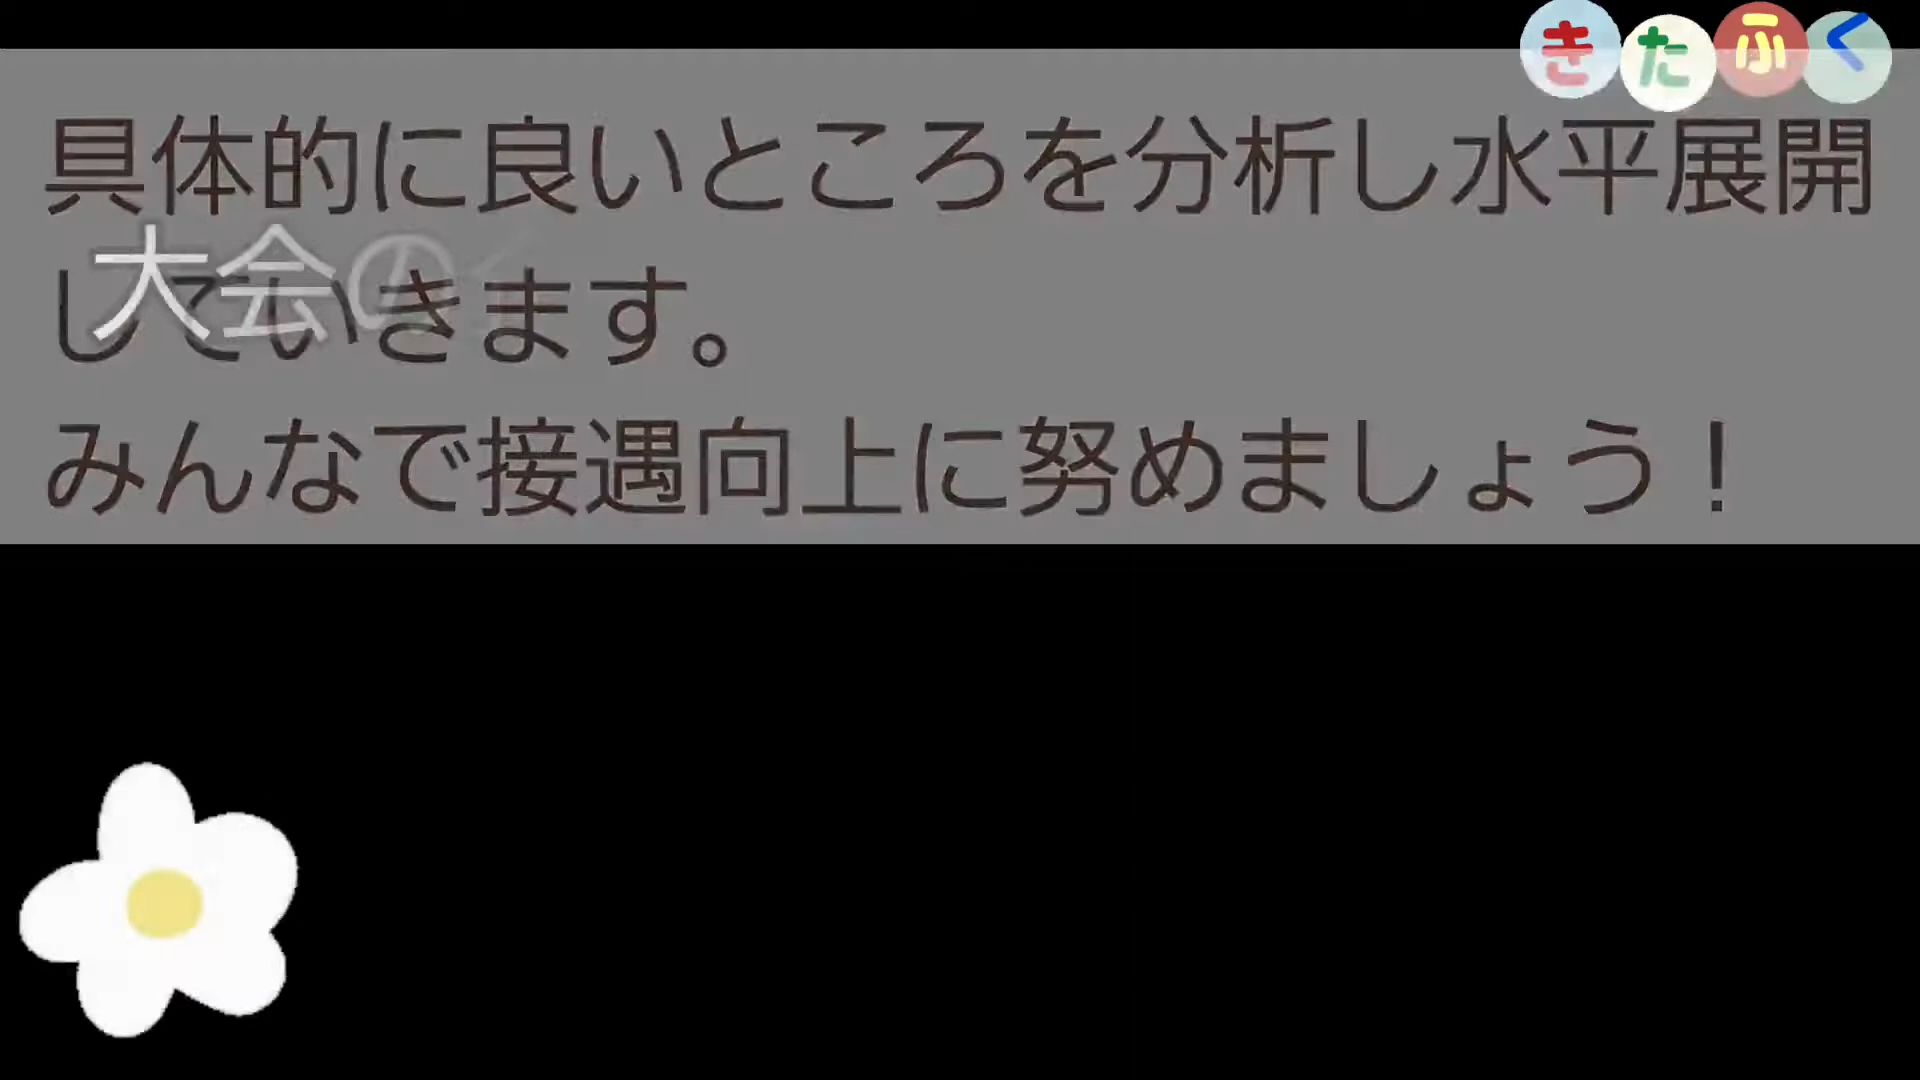 きたふく
具体的に良いところを分析し水平展開
していきます。
大会の
みんなで接遇向上に努めましょう！